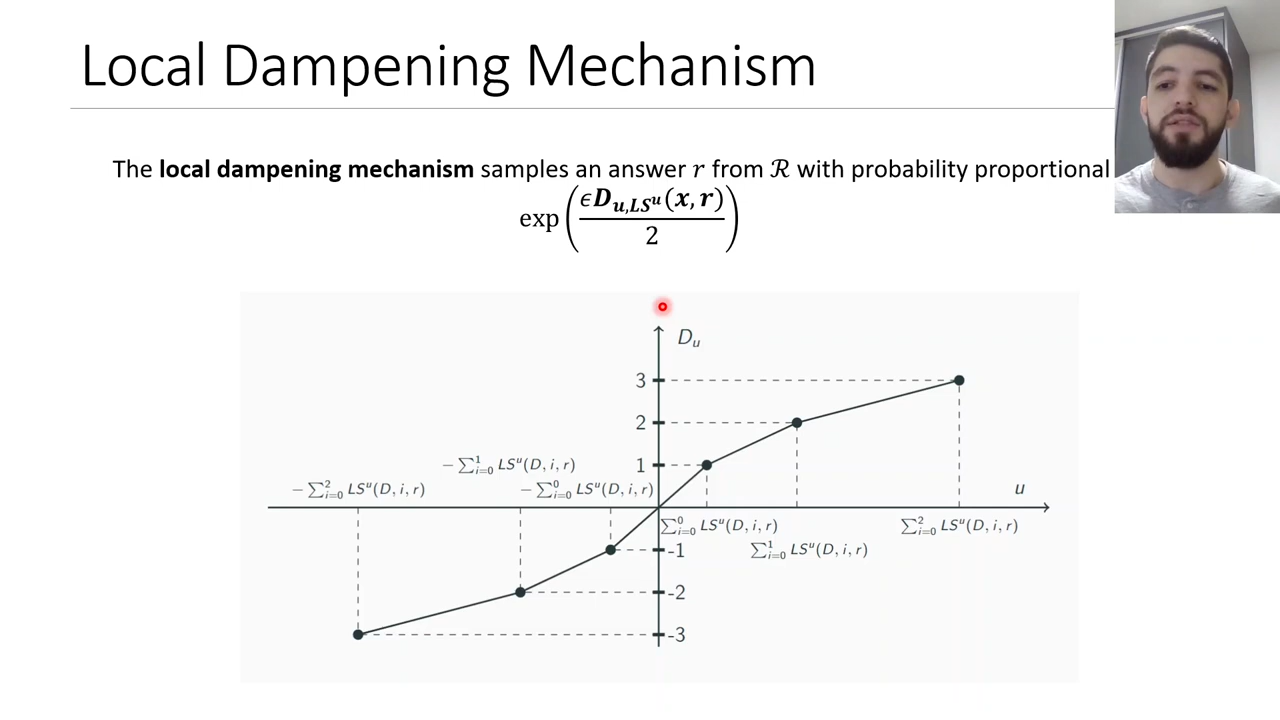 Local Dampening Mechanism
The local dampening mechanism samples an answer r from ℛ with probability proportional
exp(ϵD_{u,LS^u}(x, r) / 2)
D_u
3
2
1
−∑_{i=0}^{1} LS^u(D, i, r)
−∑_{i=0}^{2} LS^u(D, i, r)
−∑_{i=0}^{0} LS^u(D, i, r)
u
∑_{i=0}^{0} LS^u(D, i, r)
∑_{i=0}^{2} LS^u(D, i, r)
-1
∑_{i=0}^{1} LS^u(D, i, r)
-2
-3